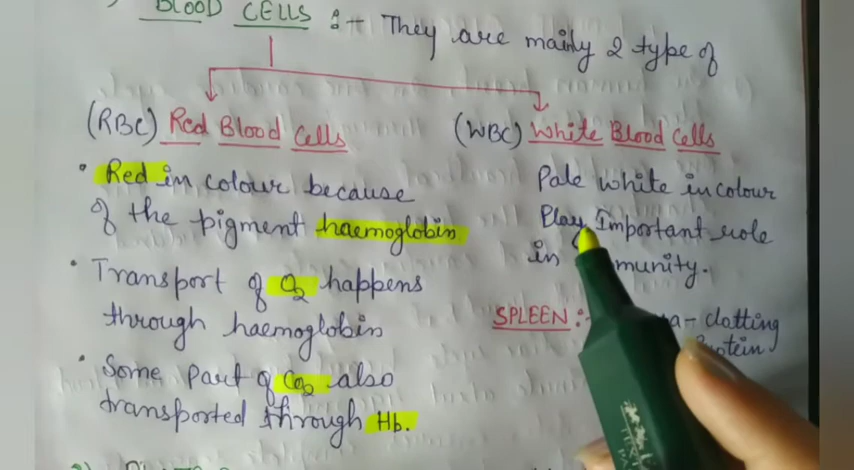 BLOOD CELLS :- They are mainly 2 type of
(RBC) Red Blood Cells
• Red in colour because
of the pigment haemoglobin
• Transport of O2 happens
through haemoglobin
• Some part of CO2 also
transported through Hb.
(WBC) White Blood Cells
Pale white in colour
Play Important role
in munity.
SPLEEN :- a-clotting